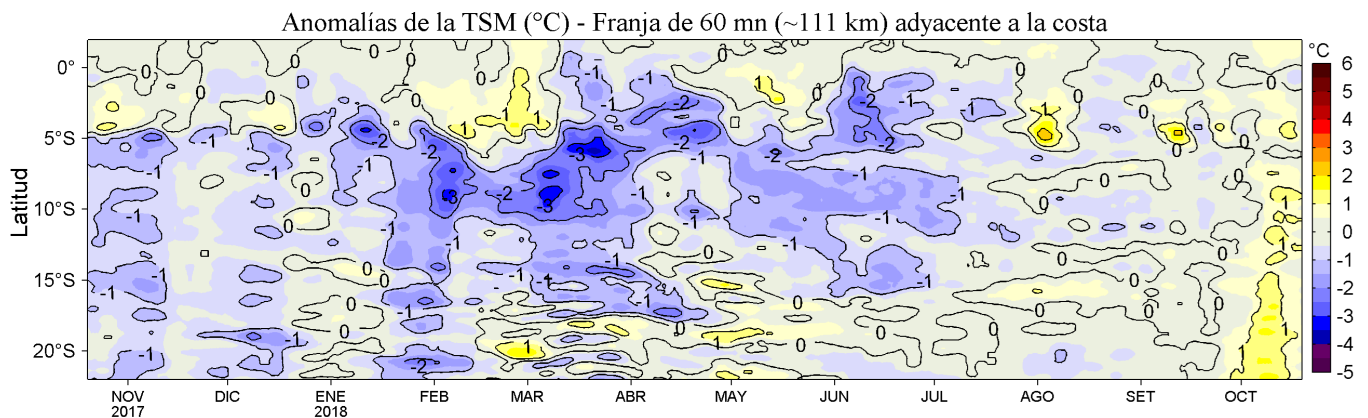 Anomalías de la TSM (°C) - Franja de 60 mn (~111 km) adyacente a la costa
°C
Latitud
0°
5°S
10°S
15°S
20°S
6
5
4
3
2
1
0
-1
-2
-3
-4
-5
NOV DIC ENE FEB MAR ABR MAY JUN JUL AGO SET OCT
2017 2018